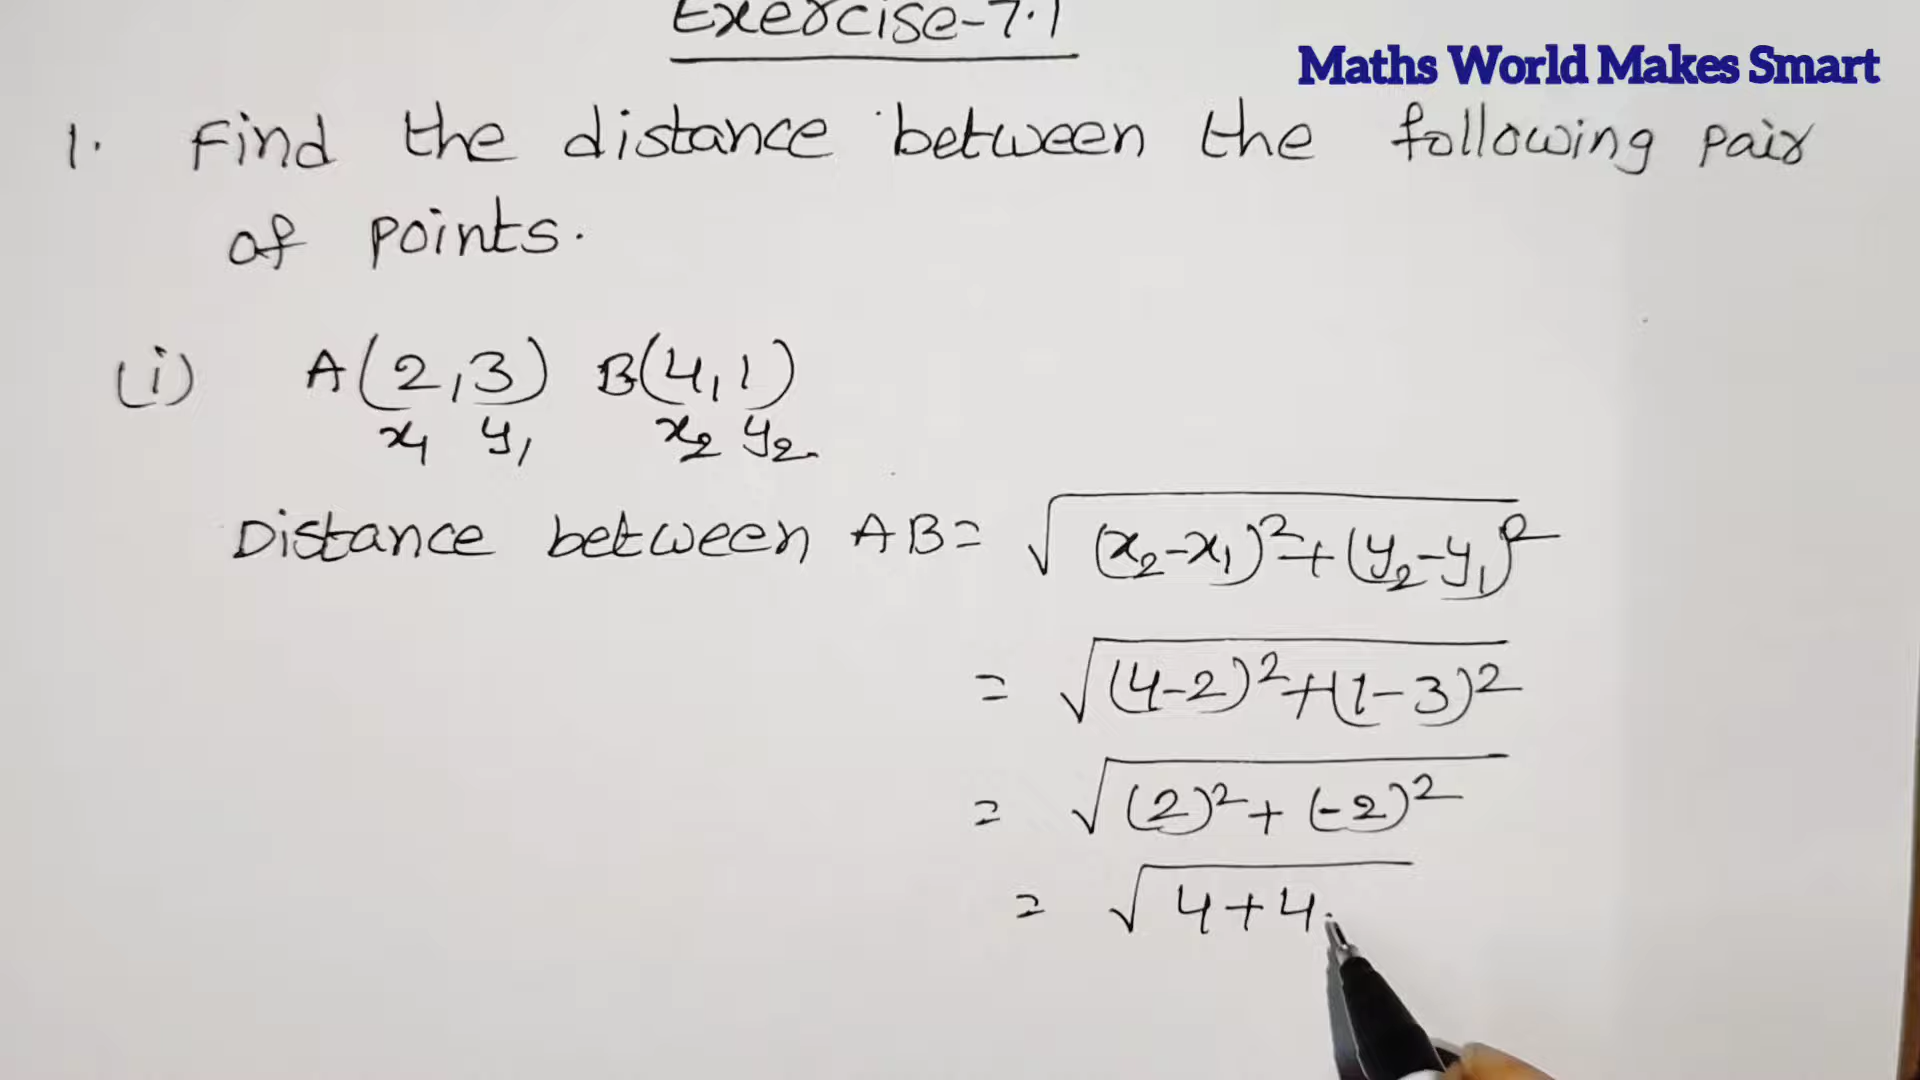 Exercise-7.1
Maths World Makes Smart
1. Find the distance between the following pair
of points.
(i) A(2,3) B(4,1)
x₁ y₁ x₂ y₂
Distance between AB = √(x₂-x₁)²+(y₂-y₁)²
= √(4-2)²+(1-3)²
= √(2)²+(-2)²
= √4+4